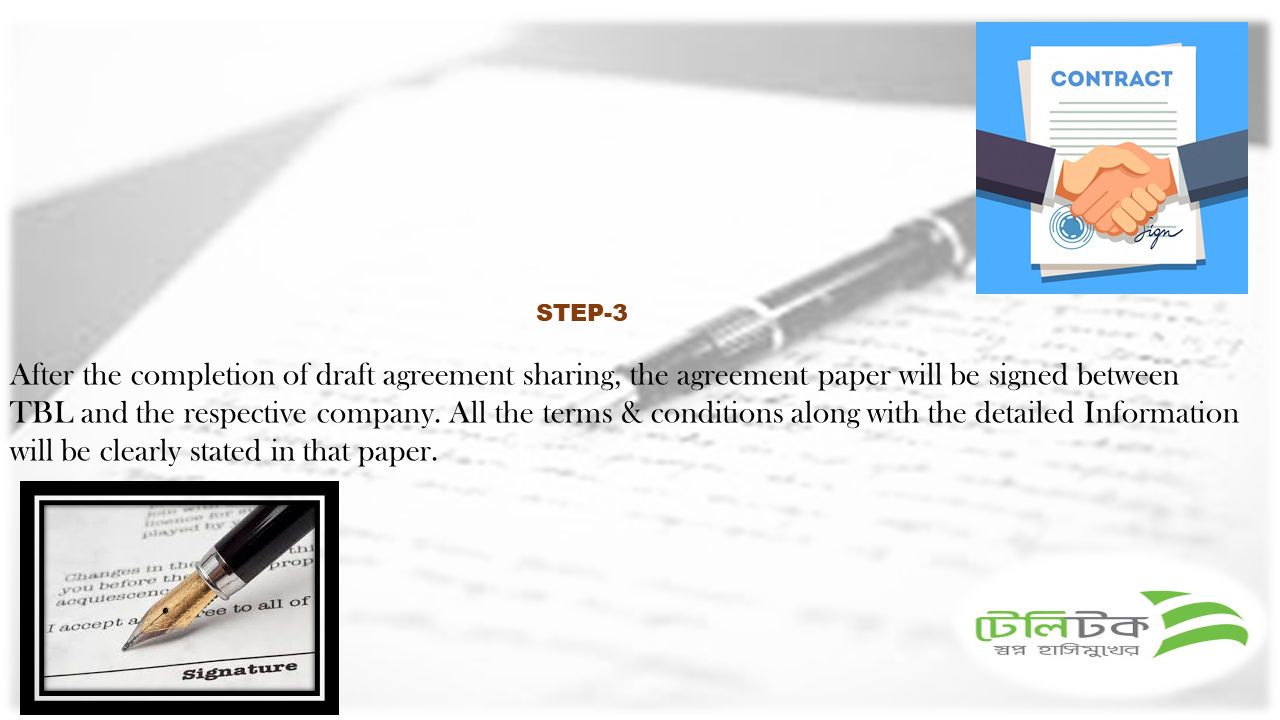 CONTRACT
Sign
STEP-3
After the completion of draft agreement sharing, the agreement paper will be signed between
TBL and the respective company. All the terms & conditions along with the detailed Information
will be clearly stated in that paper.
join with
licence for
played by
Changes in the
you before the
I accept
ree to all of
Signature
টেলিটক
স্বপ্ন হাসিমুখের